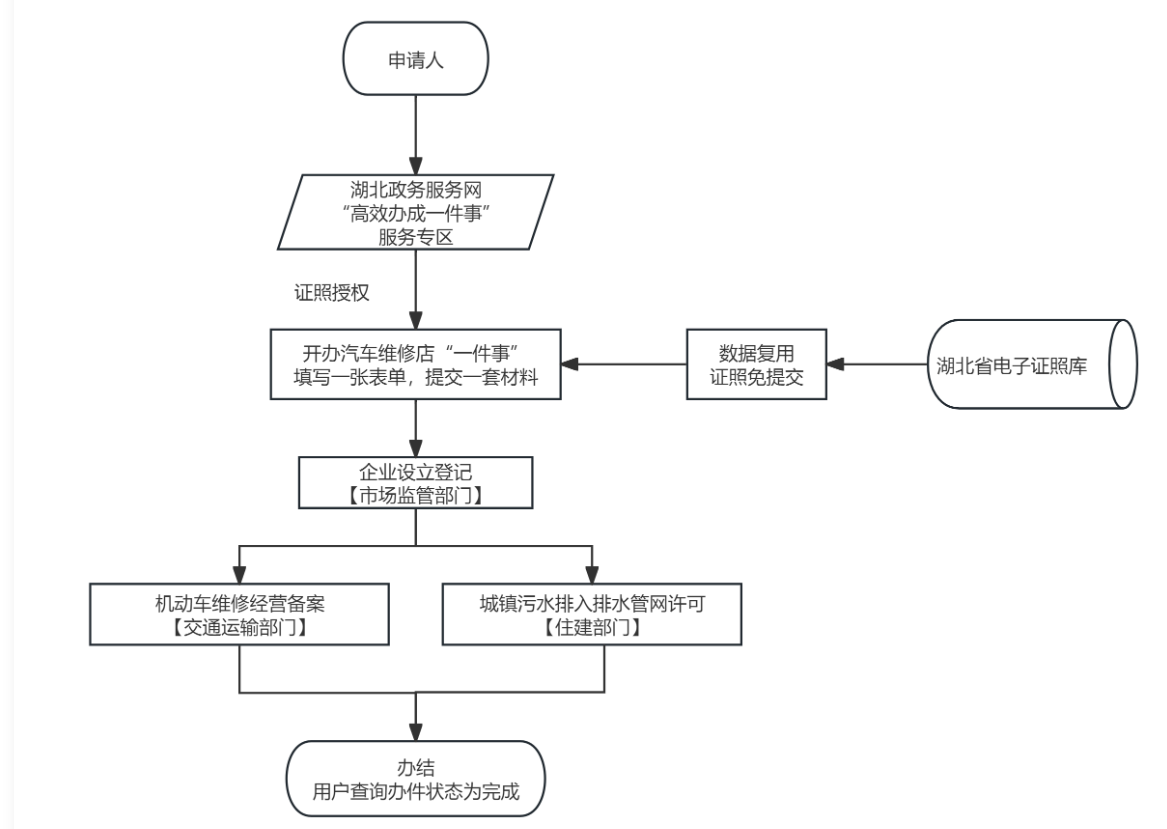 申请人
湖北政务服务网
“高效办成一件事”
服务专区
证照授权
开办汽车维修店“一件事”
填写一张表单，提交一套材料
数据复用
证照免提交
湖北省电子证照库
企业设立登记
【市场监管部门】
机动车维修经营备案
【交通运输部门】
城镇污水排入排水管网许可
【住建部门】
办结
用户查询办件状态为完成